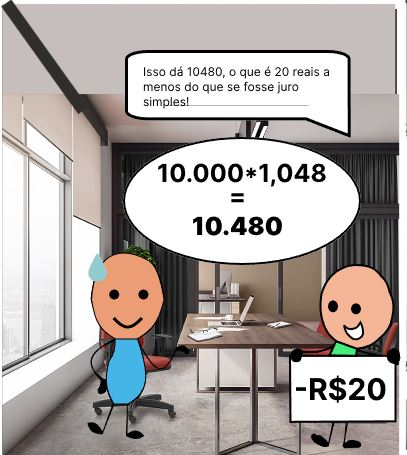 Isso dá 10480, o que é 20 reais a
menos do que se fosse juro
simples!
10.000*1,048
=
10.480
-R$20